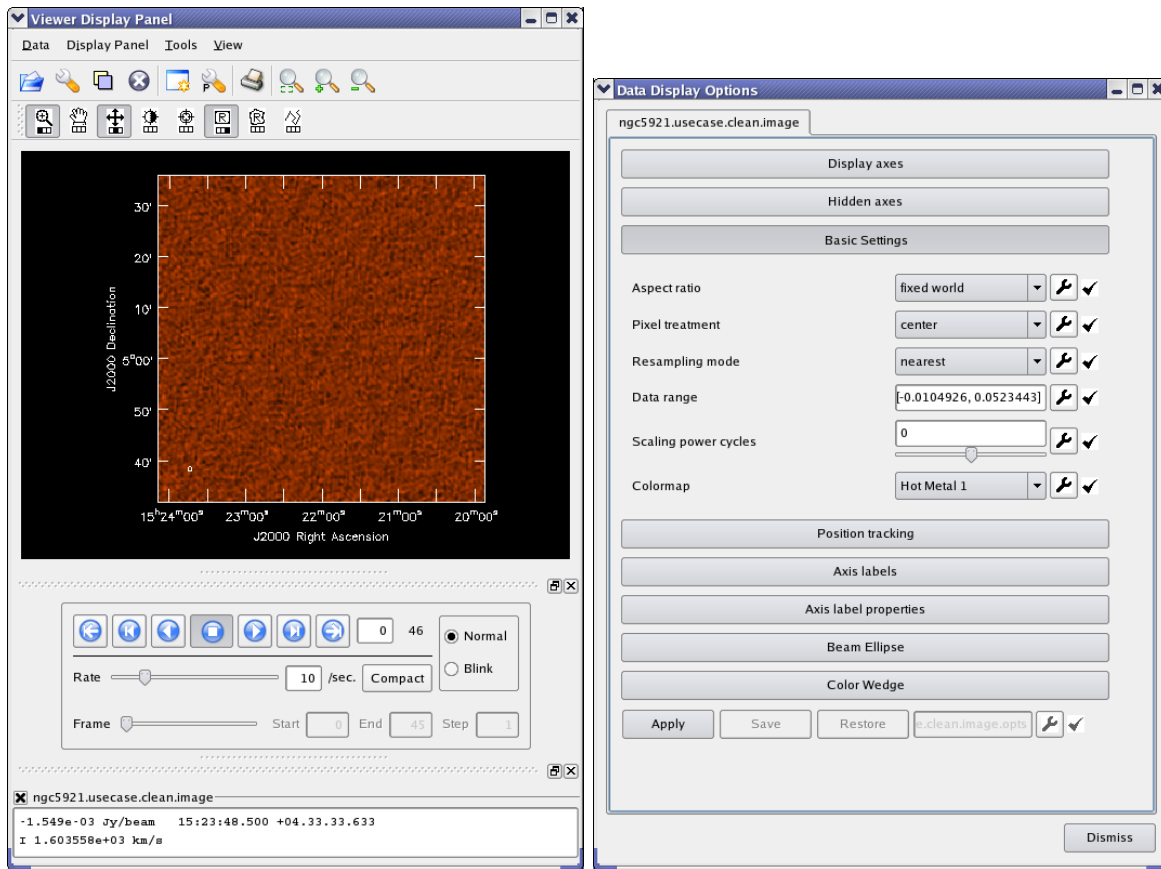 Viewer Display Panel
Data Display Panel Tools View
P
R R
30'
20'
10'
5°00'
50'
40'
J2000 Declination
15ʰ24ᵐ00ˢ 23ᵐ00ˢ 22ᵐ00ˢ 21ᵐ00ˢ 20ᵐ00ˢ
J2000 Right Ascension
0 46
Normal
Blink
Rate 10 /sec. Compact
Frame Start 0 End 45 Step 1
ngc5921.usecase.clean.image
-1.549e-03 Jy/beam 15:23:48.500 +04.33.33.633
I 1.603558e+03 km/s
Data Display Options
ngc5921.usecase.clean.image
Display axes
Hidden axes
Basic Settings
Aspect ratio fixed world
Pixel treatment center
Resampling mode nearest
Data range [-0.0104926, 0.0523443]
Scaling power cycles 0
Colormap Hot Metal 1
Position tracking
Axis labels
Axis label properties
Beam Ellipse
Color Wedge
Apply Save Restore e.clean.image.opts
Dismiss